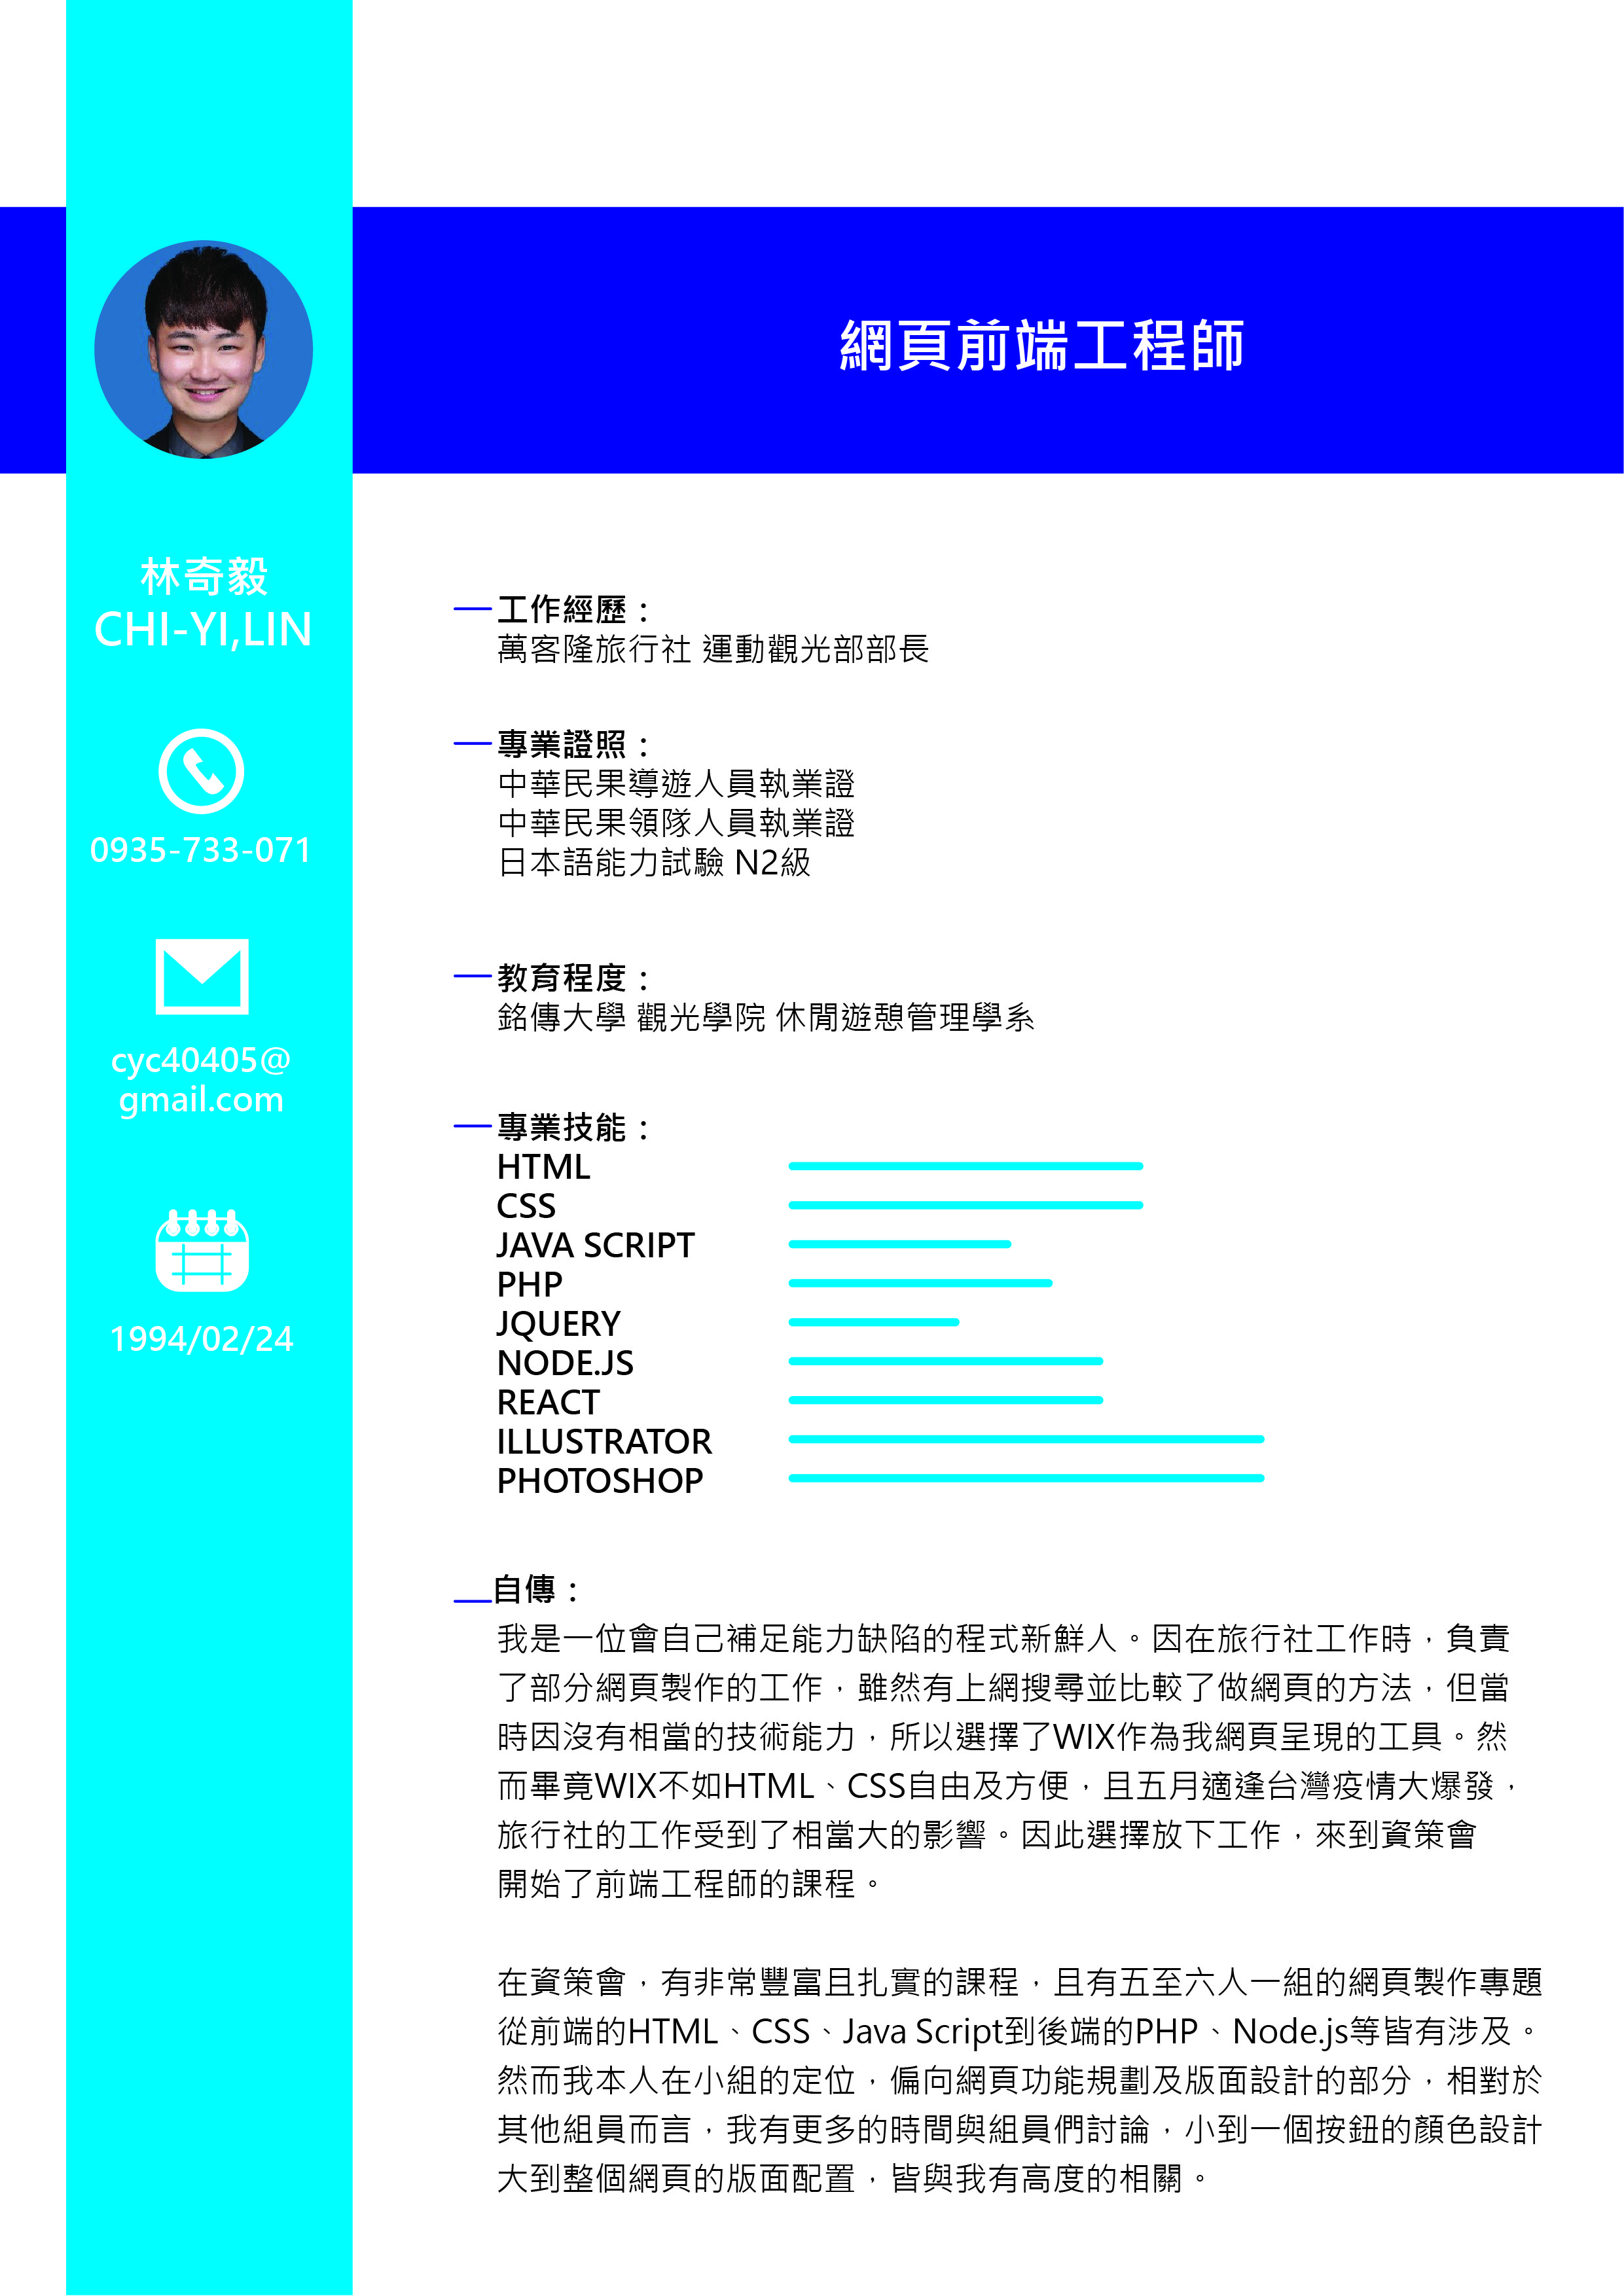 網頁前端工程師
林奇毅
CHI-YI,LIN
0935-733-071
cyc40405@
gmail.com
1994/02/24
工作經歷：
萬客隆旅行社 運動觀光部部長
專業證照：
中華民果導遊人員執業證
中華民果領隊人員執業證
日本語能力試驗 N2級
教育程度：
銘傳大學 觀光學院 休閒遊憩管理學系
專業技能：
HTML
CSS
JAVA SCRIPT
PHP
JQUERY
NODE.JS
REACT
ILLUSTRATOR
PHOTOSHOP
自傳：
我是一位會自己補足能力缺陷的程式新鮮人。因在旅行社工作時，負責
了部分網頁製作的工作，雖然有上網搜尋並比較了做網頁的方法，但當
時因沒有相當的技術能力，所以選擇了WIX作為我網頁呈現的工具。然
而畢竟WIX不如HTML、CSS自由及方便，且五月適逢台灣疫情大爆發，
旅行社的工作受到了相當大的影響。因此選擇放下工作，來到資策會
開始了前端工程師的課程。
在資策會，有非常豐富且扎實的課程，且有五至六人一組的網頁製作專題
從前端的HTML、CSS、Java Script到後端的PHP、Node.js等皆有涉及。
然而我本人在小組的定位，偏向網頁功能規劃及版面設計的部分，相對於
其他組員而言，我有更多的時間與組員們討論，小到一個按鈕的顏色設計
大到整個網頁的版面配置，皆與我有高度的相關。